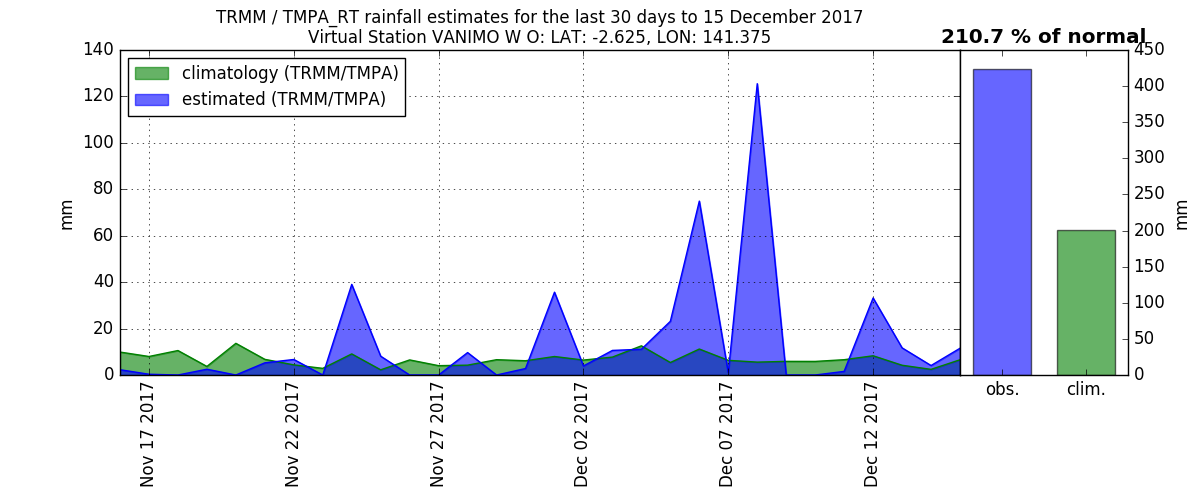 TRMM / TMPA_RT rainfall estimates for the last 30 days to 15 December 2017
Virtual Station VANIMO W O: LAT: -2.625, LON: 141.375
210.7 % of normal
climatology (TRMM/TMPA)
estimated (TRMM/TMPA)
140
120
100
80
60
40
20
0
mm
Nov 17 2017
Nov 22 2017
Nov 27 2017
Dec 02 2017
Dec 07 2017
Dec 12 2017
450
400
350
300
250
200
150
100
50
0
mm
obs.
clim.